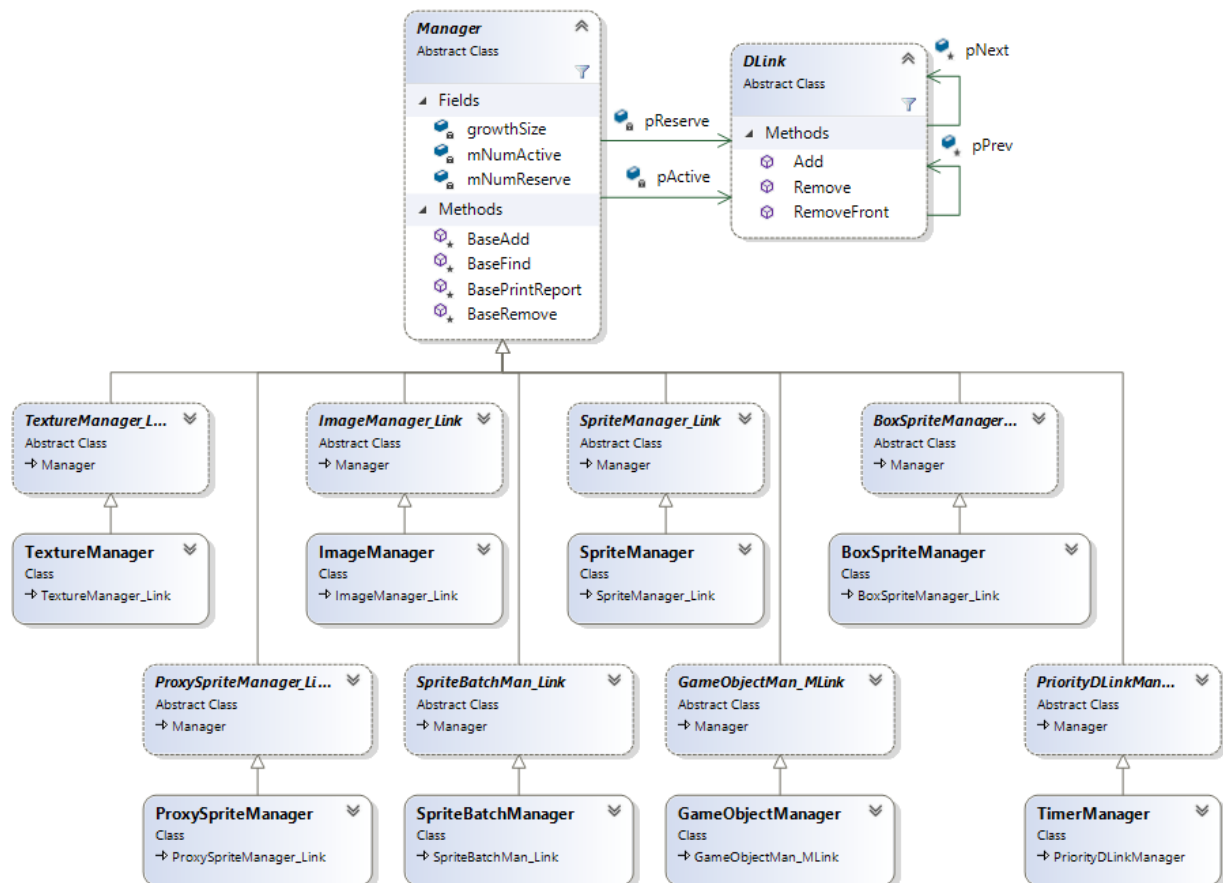 Manager
Abstract Class
Fields
growthSize
mNumActive
mNumReserve
Methods
BaseAdd
BaseFind
BasePrintReport
BaseRemove
pReserve
pActive
DLink
Abstract Class
Methods
Add
Remove
RemoveFront
pNext
pPrev
TextureManager_L...
Abstract Class
Manager
ImageManager_Link
Abstract Class
Manager
SpriteManager_Link
Abstract Class
Manager
BoxSpriteManager...
Abstract Class
Manager
TextureManager
Class
TextureManager_Link
ImageManager
Class
ImageManager_Link
SpriteManager
Class
SpriteManager_Link
BoxSpriteManager
Class
BoxSpriteManager_Link
ProxySpriteManager_Li...
Abstract Class
Manager
SpriteBatchMan_Link
Abstract Class
Manager
GameObjectMan_MLink
Abstract Class
Manager
PriorityDLinkMan...
Abstract Class
Manager
ProxySpriteManager
Class
ProxySpriteManager_Link
SpriteBatchManager
Class
SpriteBatchMan_Link
GameObjectManager
Class
GameObjectMan_MLink
TimerManager
Class
PriorityDLinkManager